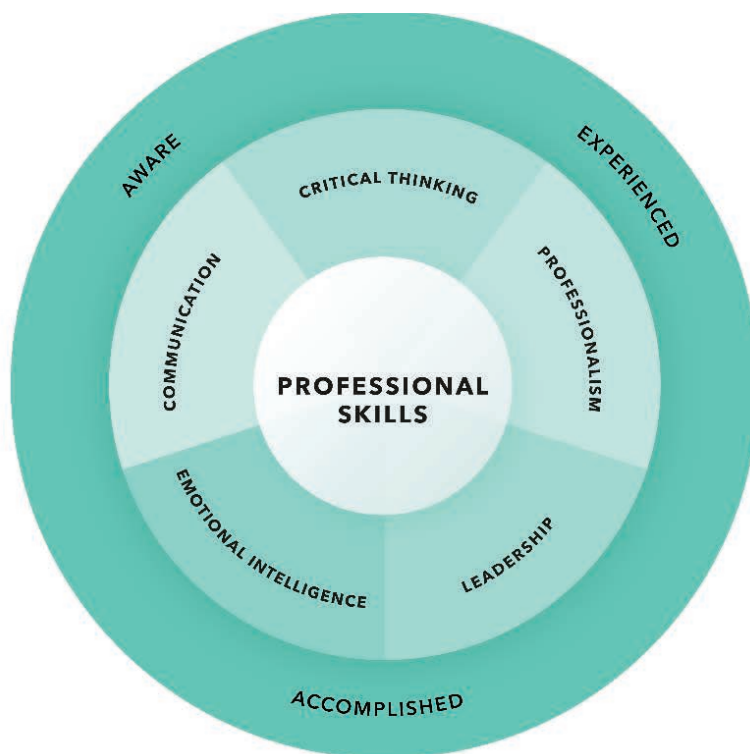 AWARE
EXPERIENCED
CRITICAL THINKING
COMMUNICATION
PROFESSIONALISM
PROFESSIONAL
SKILLS
EMOTIONAL INTELLIGENCE
LEADERSHIP
ACCOMPLISHED